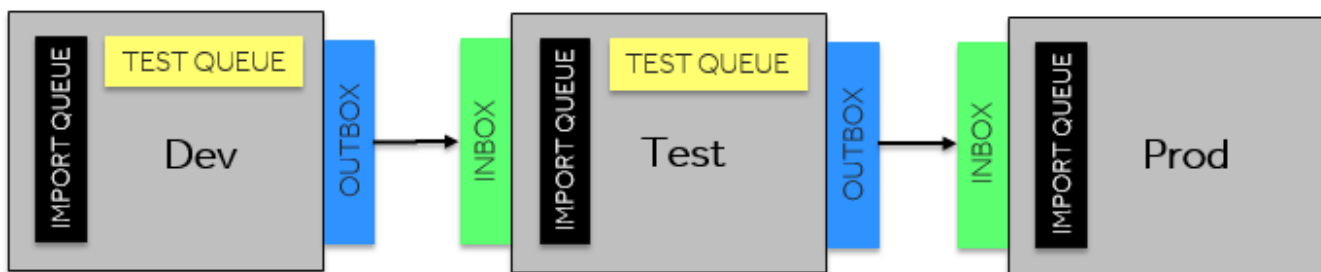 IMPORT QUEUE
TEST QUEUE
Dev
OUTBOX
INBOX
IMPORT QUEUE
TEST QUEUE
Test
OUTBOX
INBOX
IMPORT QUEUE
Prod